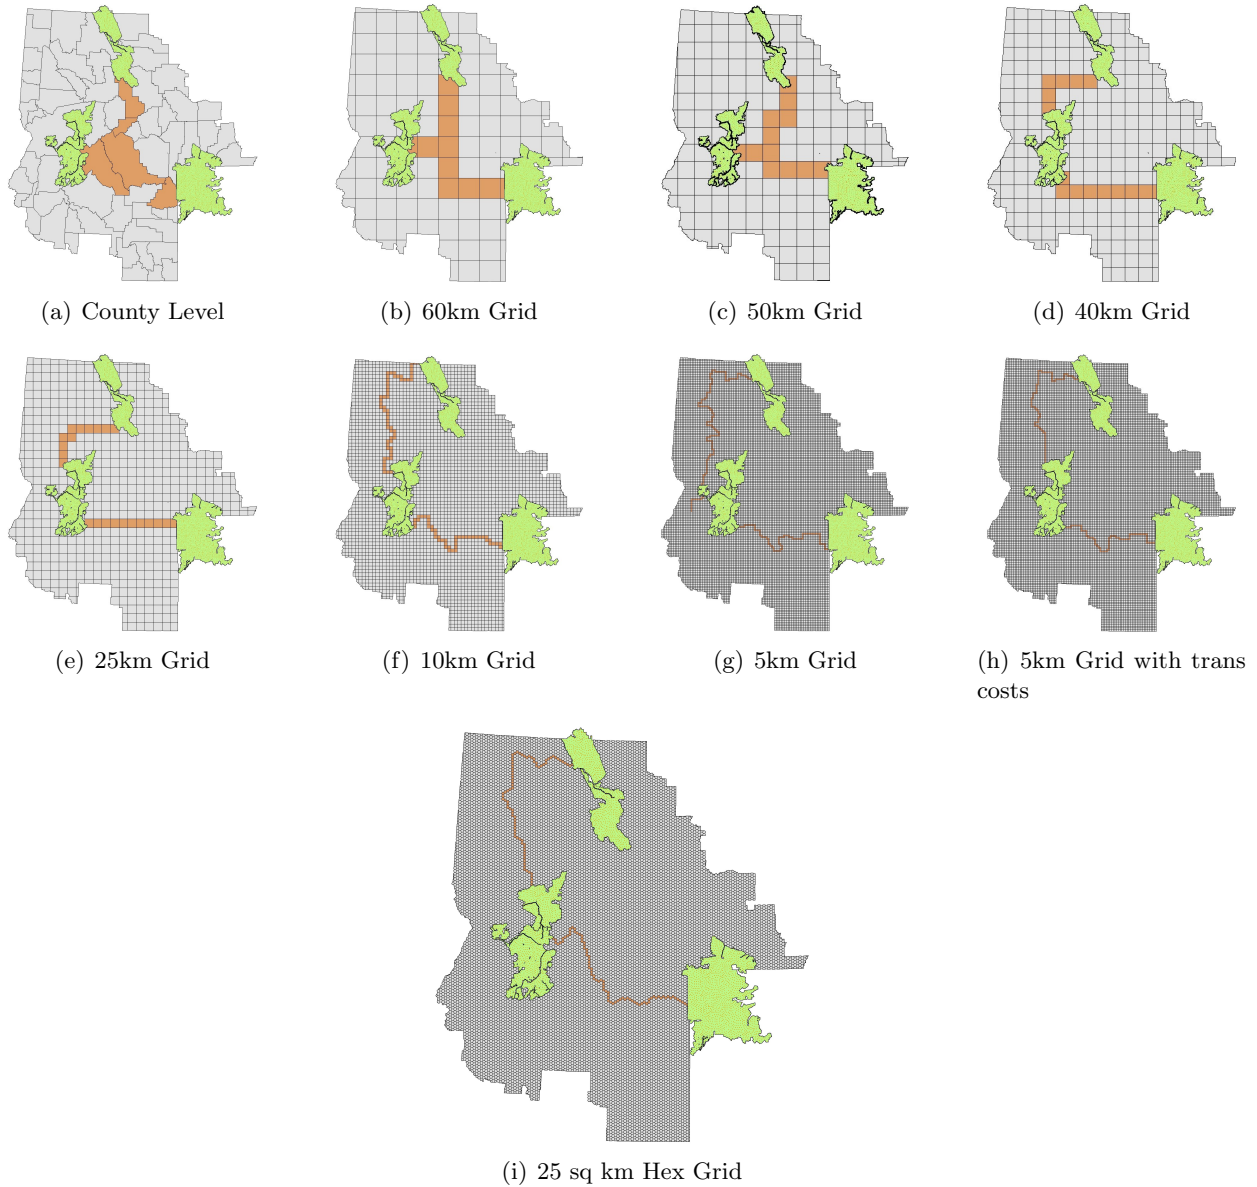 (a) County Level
(b) 60km Grid
(c) 50km Grid
(d) 40km Grid
(e) 25km Grid
(f) 10km Grid
(g) 5km Grid
(h) 5km Grid with trans
costs
(i) 25 sq km Hex Grid